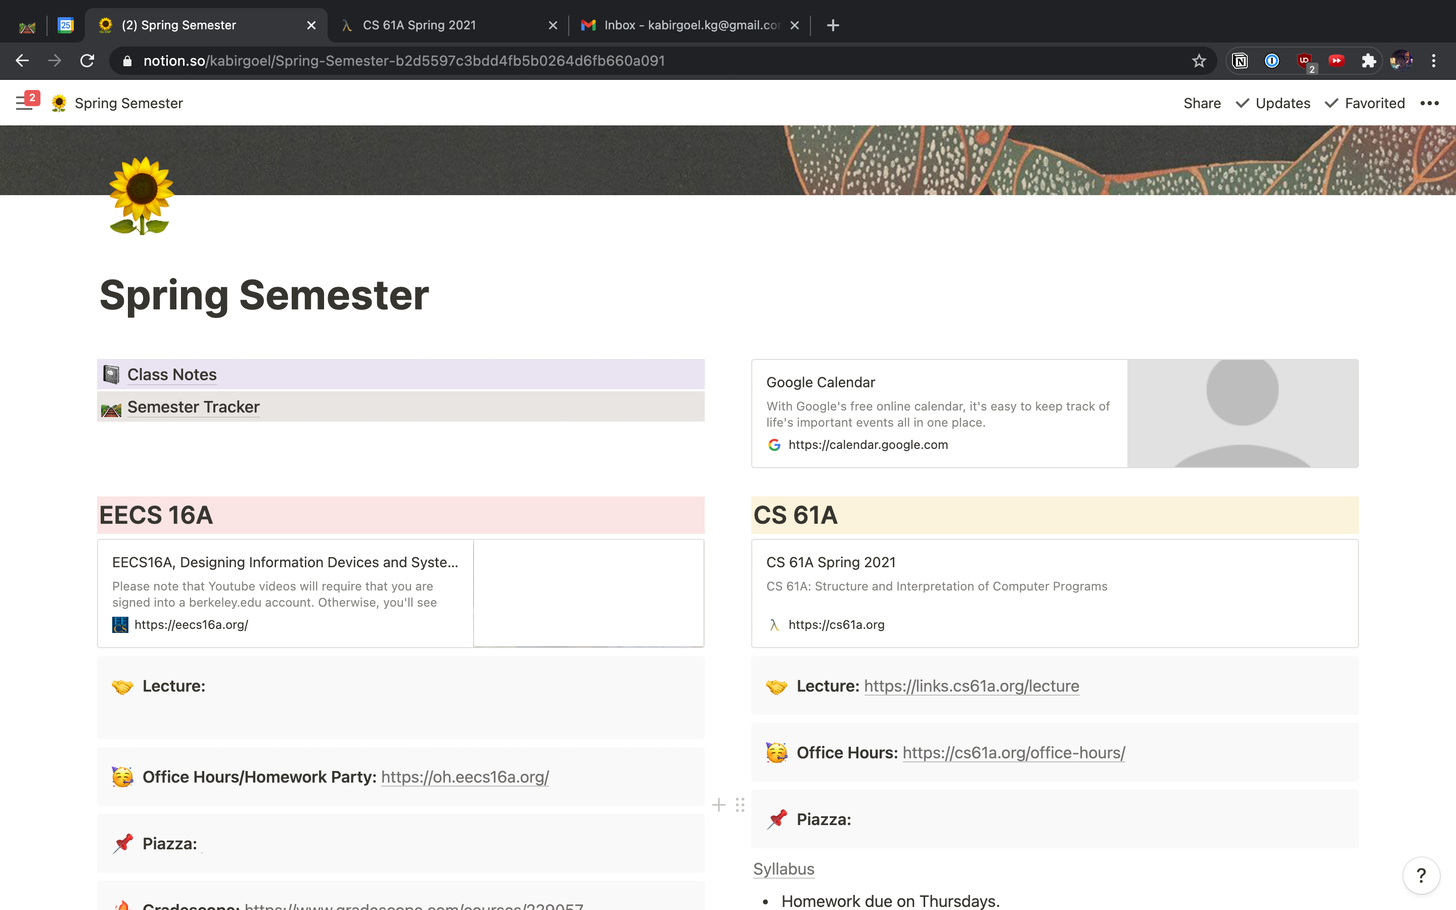 (2) Spring Semester
CS 61A Spring 2021
Inbox - kabirgoel.kg@gmail.co
notion.so/kabirgoel/Spring-Semester-b2d5597c3bdd4fb5b0264d6fb660a091
2
2
Spring Semester
Share
Updates
Favorited
Spring Semester
Class Notes
Semester Tracker
Google Calendar
With Google's free online calendar, it's easy to keep track of
life's important events all in one place.
https://calendar.google.com
EECS 16A
EECS16A, Designing Information Devices and Syste...
Please note that Youtube videos will require that you are
signed into a berkeley.edu account. Otherwise, you'll see
https://eecs16a.org/
Lecture:
Office Hours/Homework Party: https://oh.eecs16a.org/
Piazza:
Gradescope: https://www.gradescope.com/courses/229057
CS 61A
CS 61A Spring 2021
CS 61A: Structure and Interpretation of Computer Programs
https://cs61a.org
Lecture: https://links.cs61a.org/lecture
Office Hours: https://cs61a.org/office-hours/
Piazza:
Syllabus
• Homework due on Thursdays.
?